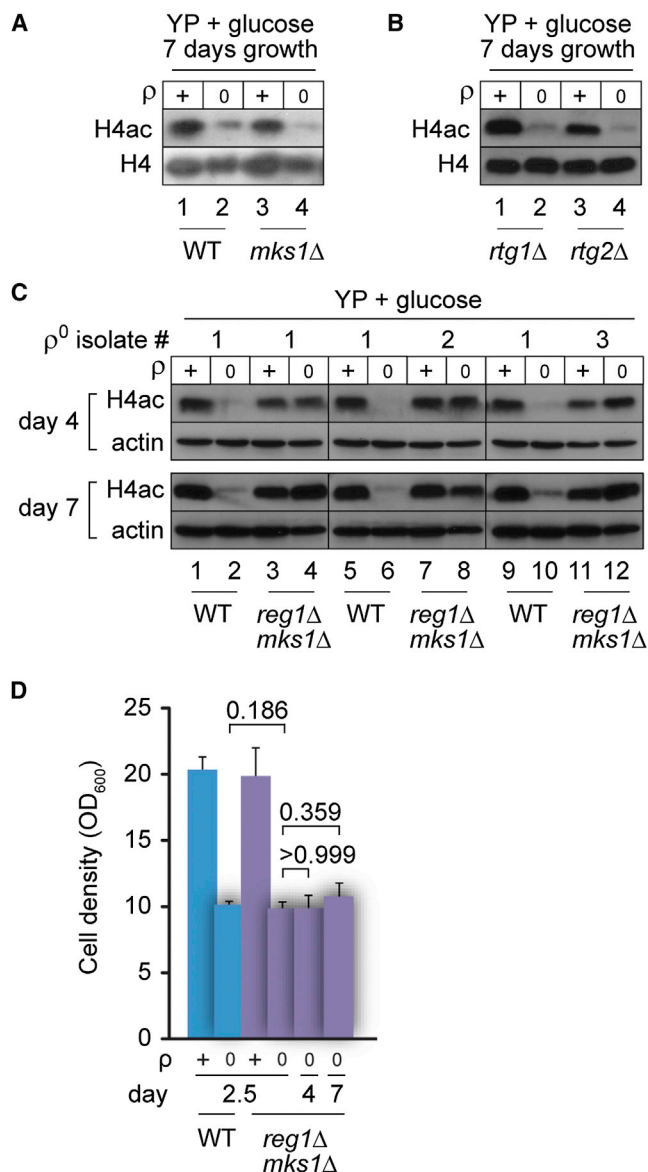 A
YP + glucose
7 days growth
ρ + 0 + 0
H4ac
H4
1 2 3 4
WT mks1Δ
B
YP + glucose
7 days growth
ρ + 0 + 0
H4ac
H4
1 2 3 4
rtg1Δ rtg2Δ
C
YP + glucose
ρ0 isolate # 1 1 1 2 1 3
ρ + 0 + 0 + 0 + 0 + 0 + 0
day 4
H4ac
actin
day 7
H4ac
actin
1 2 3 4 5 6 7 8 9 10 11 12
WT reg1Δ WT reg1Δ WT reg1Δ
mks1Δ mks1Δ mks1Δ
D
Cell density (OD600)
25
20
15
10
5
0
0.186
0.359
>0.999
ρ + 0 + 0 0 0
day 2.5 4 7
WT reg1Δ
mks1Δ